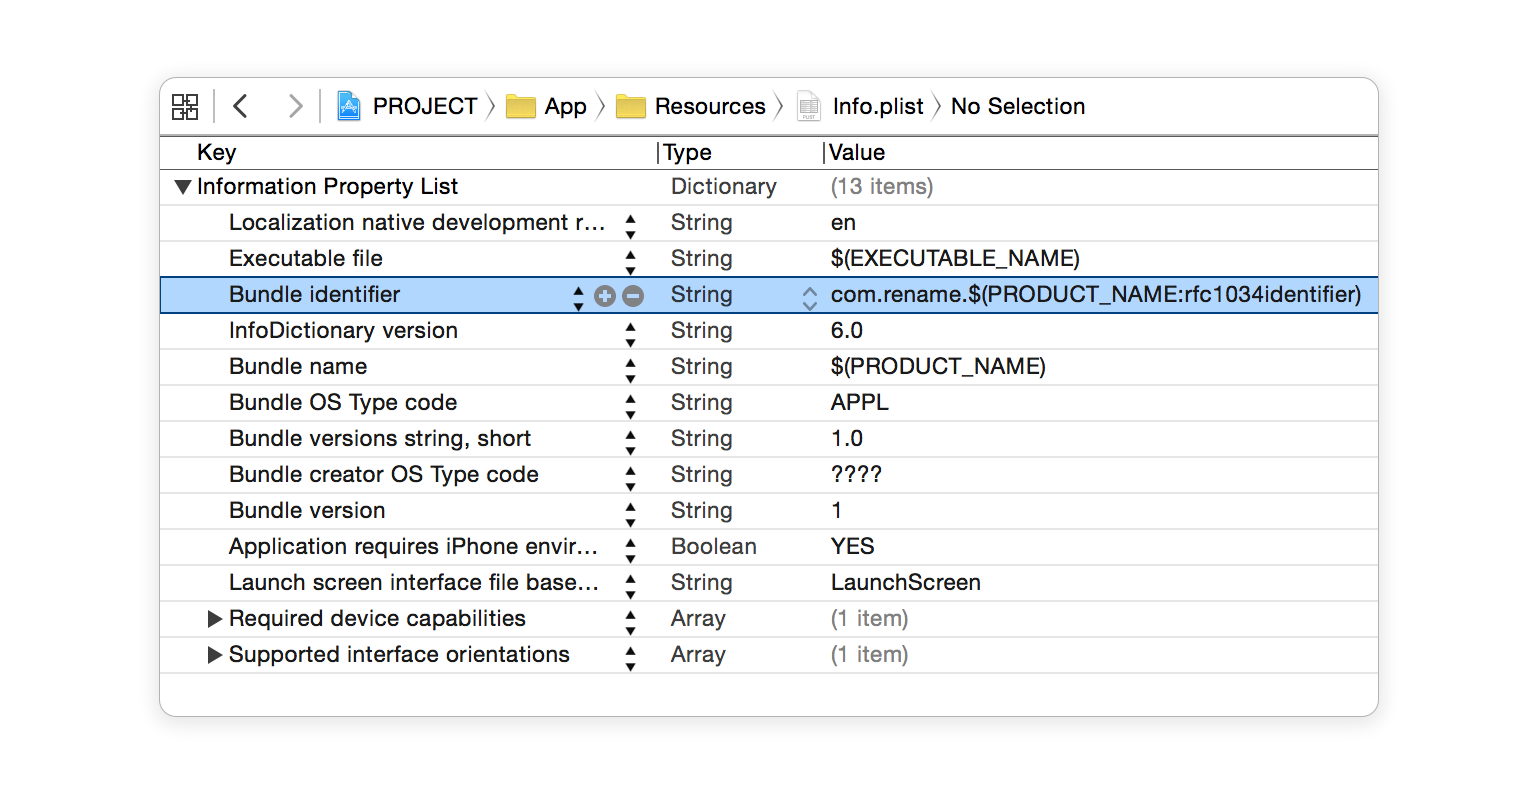 PROJECT App Resources Info.plist No Selection
Key Type Value
Information Property List Dictionary (13 items)
Localization native development r... String en
Executable file String $(EXECUTABLE_NAME)
Bundle identifier String com.rename.$(PRODUCT_NAME:rfc1034identifier)
InfoDictionary version String 6.0
Bundle name String $(PRODUCT_NAME)
Bundle OS Type code String APPL
Bundle versions string, short String 1.0
Bundle creator OS Type code String ????
Bundle version String 1
Application requires iPhone envir... Boolean YES
Launch screen interface file base... String LaunchScreen
Required device capabilities Array (1 item)
Supported interface orientations Array (1 item)